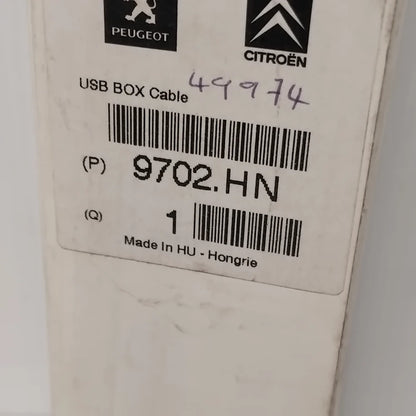 PEUGEOT CITROËN
USB BOX Cable 49974
(P) 9702.HN
(Q) 1
Made In HU - Hongrie